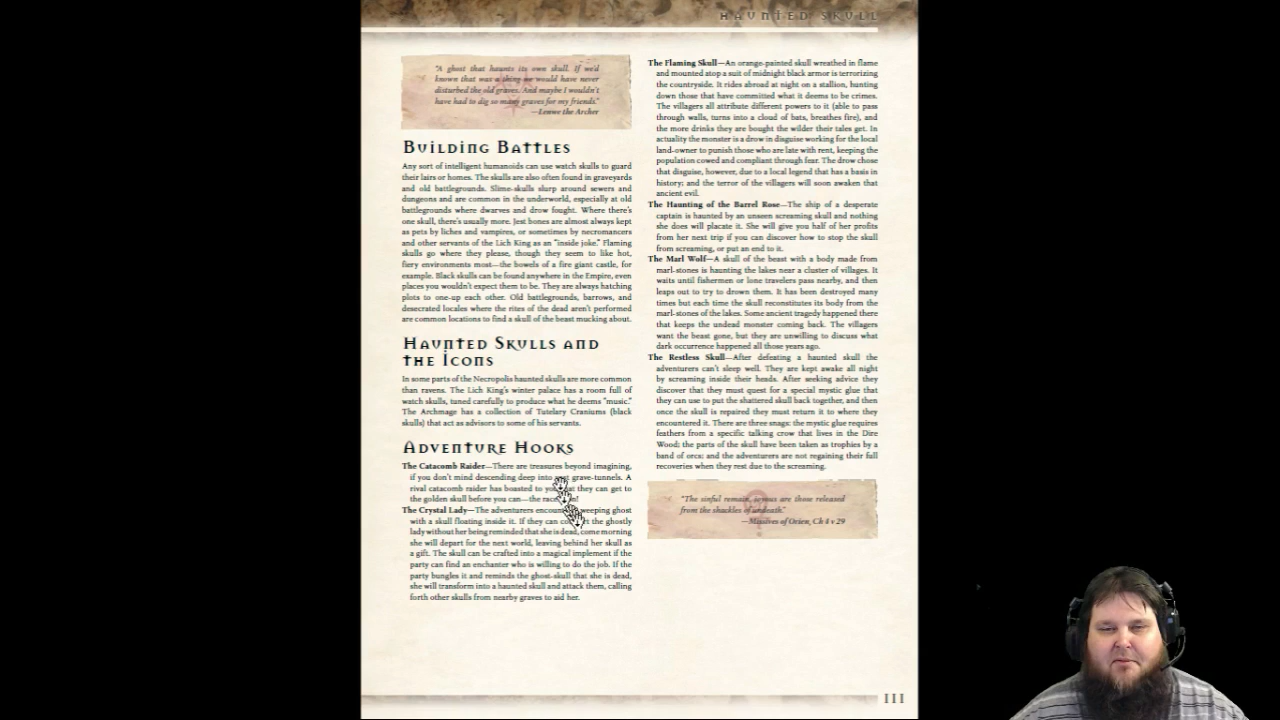 HAUNTED SKULL
"A ghost that haunts its own skull. If we'd
known that was a thing we would have never
disturbed the old graves. And maybe I wouldn't
have had to dig so many graves for my friends."
—Lenwe the Archer
Building Battles
Any sort of intelligent humanoids can use watch skulls to guard
their lairs or homes. The skulls are also often found in graveyards
and old battlegrounds. Slime-skulls slurp around sewers and
dungeons and are common in the underworld, especially at old
battlegrounds where dwarves and drow fought. Where there's
one skull, there's usually more. Jest bones are almost always kept
as pets by liches and vampires, or sometimes by necromancers
and other servants of the Lich King as an "inside joke." Flaming
skulls go where they please, though they seem to like hot,
fiery environments most—the bowels of a fire giant castle, for
example. Black skulls can be found anywhere in the Empire, even
places you wouldn't expect them to be. They are always hatching
plots to one-up each other. Old battlegrounds, barrows, and
desecrated locales where the rites of the dead aren't performed
are common locations to find a skull of the beast mucking about.
Haunted Skulls and
the Icons
In some parts of the Necropolis haunted skulls are more common
than ravens. The Lich King's winter palace has a room full of
watch skulls, tuned carefully to produce what he deems "music."
The Archmage has a collection of Tutelary Craniums (black
skulls) that act as advisors to some of his servants.
Adventure Hooks
The Catacomb Raider—There are treasures beyond imagining,
if you don't mind descending deep into grave-tunnels. A
rival catacomb raider has boasted to you that they can get to
the golden skull before you can—the race
The Crystal Lady—The adventurers encounter weeping ghost
with a skull floating inside it. If they can the ghostly
lady without her being reminded that she is dead, come morning
she will depart for the next world, leaving behind her skull as
a gift. The skull can be crafted into a magical implement if the
party can find an enchanter who is willing to do the job. If the
party bungles it and reminds the ghost-skull that she is dead,
she will transform into a haunted skull and attack them, calling
forth other skulls from nearby graves to aid her.
The Flaming Skull—An orange-painted skull wreathed in flame
and mounted atop a suit of midnight black armor is terrorizing
the countryside. It rides abroad at night on a stallion, hunting
down those that have committed what it deems to be crimes.
The villagers all attribute different powers to it (able to pass
through walls, turns into a cloud of bats, breathes fire), and
the more drinks they are bought the wilder their tales get. In
actuality the monster is a drow in disguise working for the local
land-owner to punish those who are late with rent, keeping the
population cowed and compliant through fear. The drow chose
that disguise, however, due to a local legend that has a basis in
history; and the terror of the villagers will soon awaken that
ancient evil.
The Haunting of the Barrel Rose—The ship of a desperate
captain is haunted by an unseen screaming skull and nothing
she does will placate it. She will give you half of her profits
from her next trip if you can discover how to stop the skull
from screaming, or put an end to it.
The Marl Wolf—A skull of the beast with a body made from
marl-stones is haunting the lakes near a cluster of villages. It
waits until fishermen or lone travelers pass nearby, and then
leaps out to try to drown them. It has been destroyed many
times but each time the skull reconstitutes its body from the
marl-stones of the lakes. Some ancient tragedy happened there
that keeps the undead monster coming back. The villagers
want the beast gone, but they are unwilling to discuss what
dark occurrence happened all those years ago.
The Restless Skull—After defeating a haunted skull the
adventurers can't sleep well. They are kept awake all night
by screaming inside their heads. After seeking advice they
discover that they must quest for a special mystic glue that
they can use to put the shattered skull back together, and then
once the skull is repaired they must return it to where they
encountered it. There are three snags: the mystic glue requires
feathers from a specific talking crow that lives in the Dire
Wood; the parts of the skull have been taken as trophies by a
band of orcs; and the adventurers are not regaining their full
recoveries when they rest due to the screaming.
"The sinful remain, joyous are those released
from the shackles of undeath."
—Missives of Orien, Ch 8 v 29
111